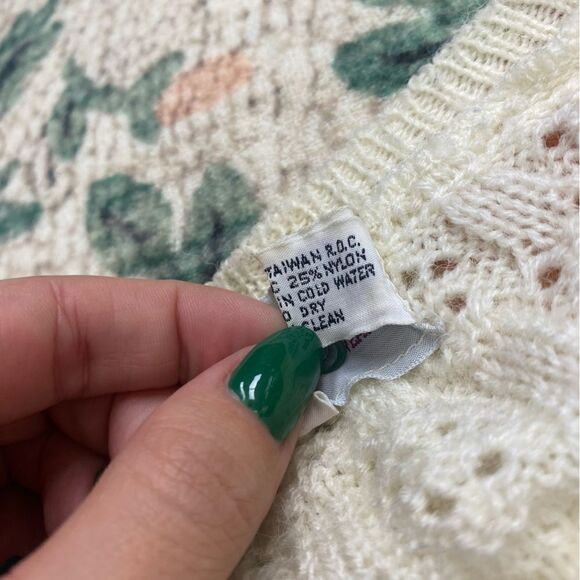 TAIWAN R.O.C.
C 25% NYLON
IN COLD WATER
DRY
CLEAN